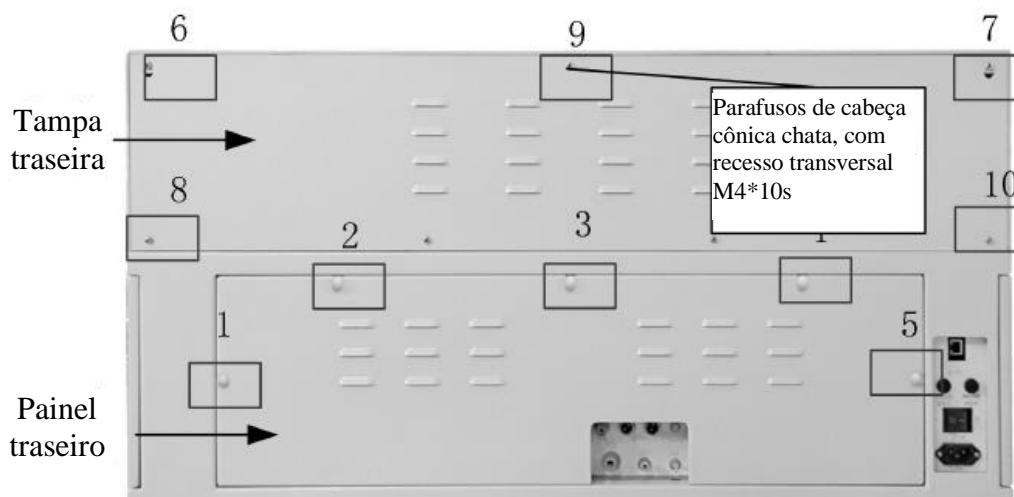 6
9
7
Tampa
traseira
Parafusos de cabeça
cônica chata, com
recesso transversal
M4*10s
8
10
2
3
1
5
Painel
traseiro